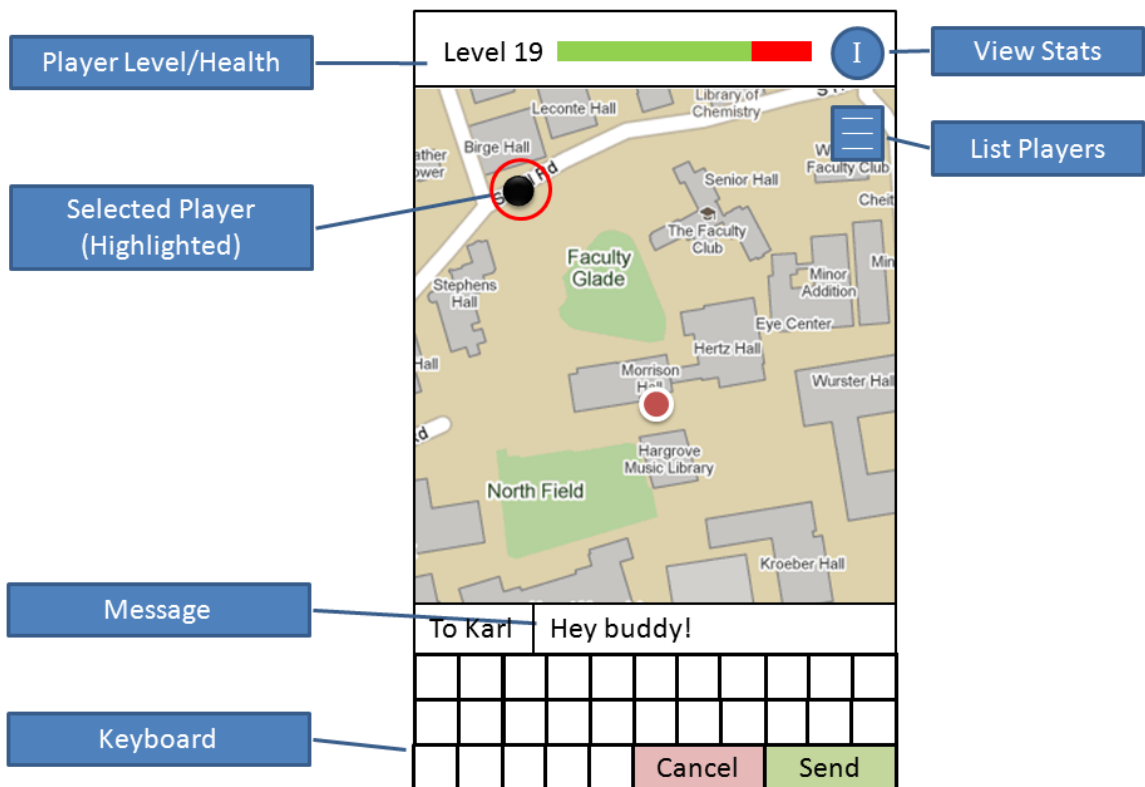 Level 19
I
Player Level/Health
View Stats
Library of
Chemistry
Leconte Hall
Birge Hall
List Players
Faculty Club
Senior Hall
Selected Player
(Highlighted)
Rd
The Faculty
Club
Faculty
Glade
Stephens
Hall
Minor
Addition
Eye Center
Hertz Hall
Hall
Morrison
Hall
Wurster Hall
Hargrove
Music Library
North Field
Kroeber Hall
Message
To Karl
Hey buddy!
Keyboard
Cancel
Send